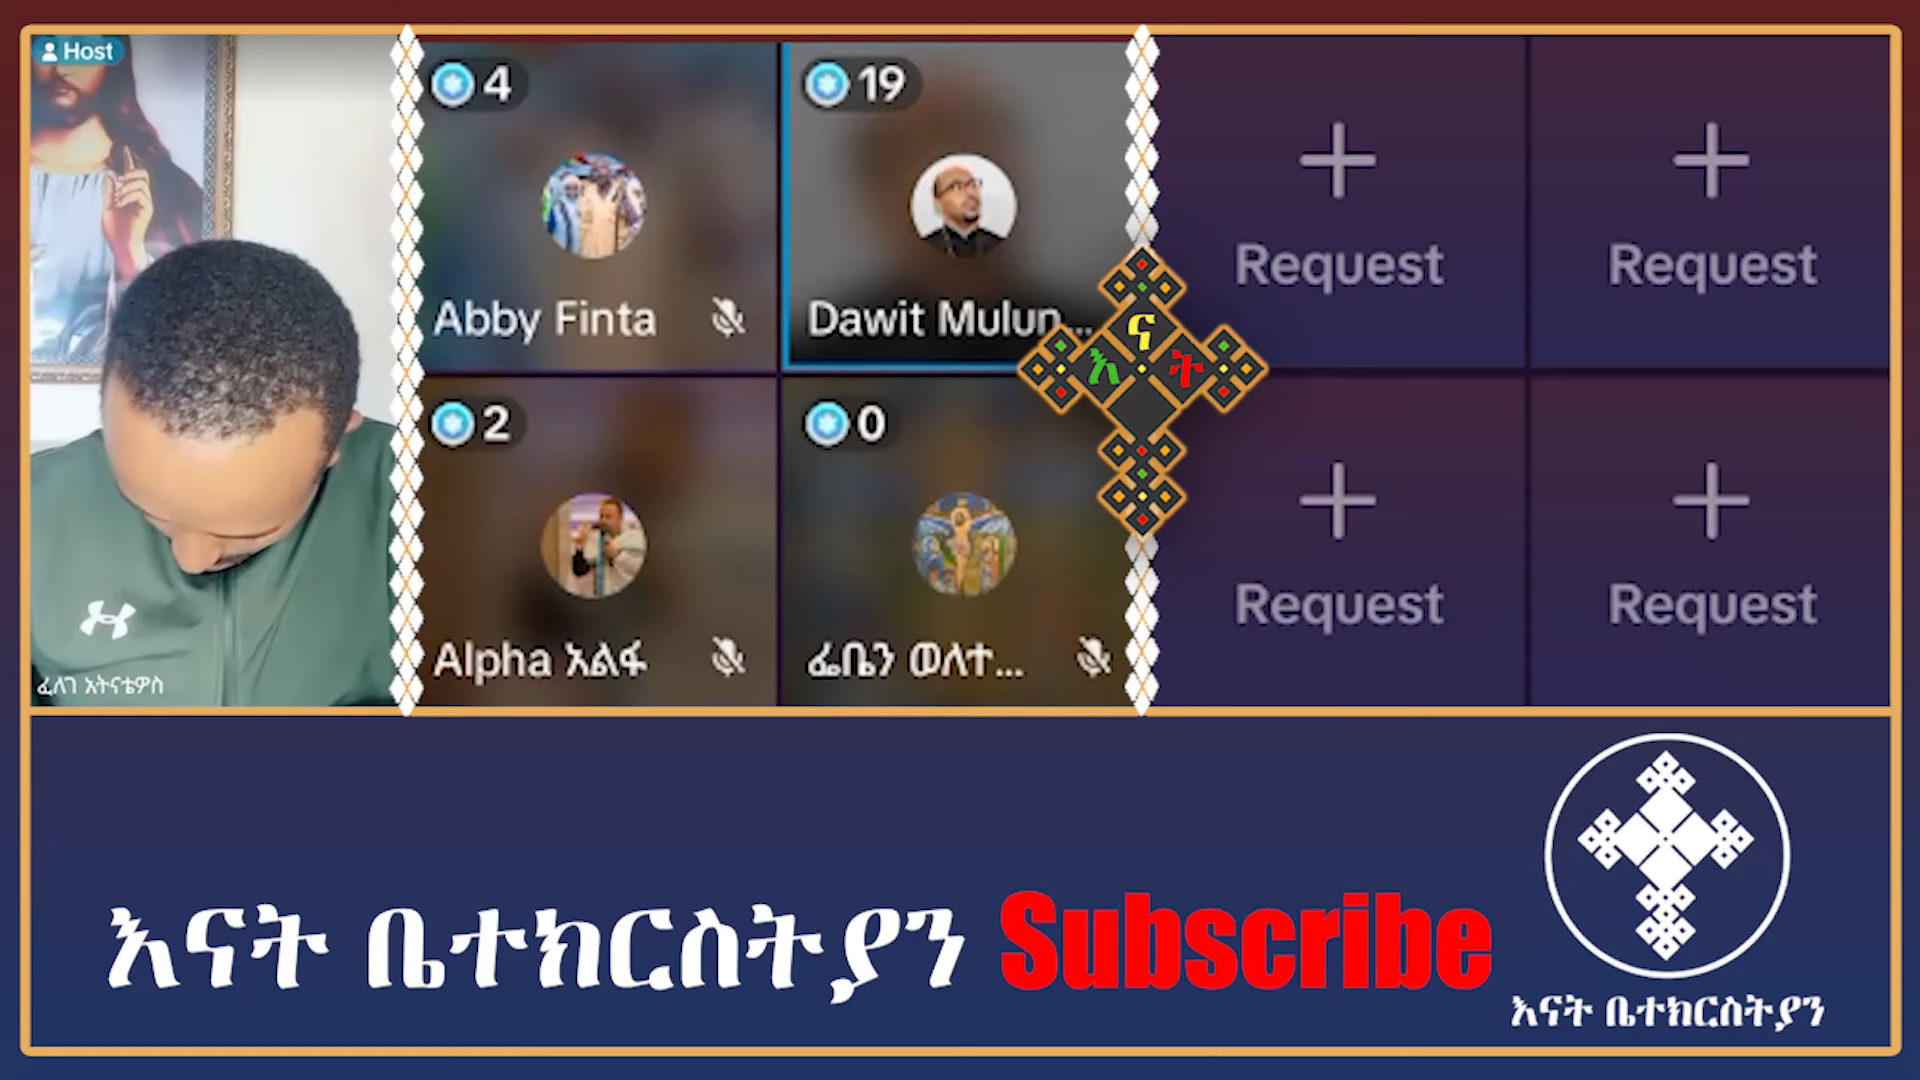 Host
4
19
Abby Finta
Dawit Mulun...
Request
Request
እናት
2
0
Alpha አልፋ
ፌቤን ወለተ...
Request
Request
ፈለገ አትናቴዎስ
እናት ቤተክርስትያን Subscribe
እናት ቤተክርስትያን